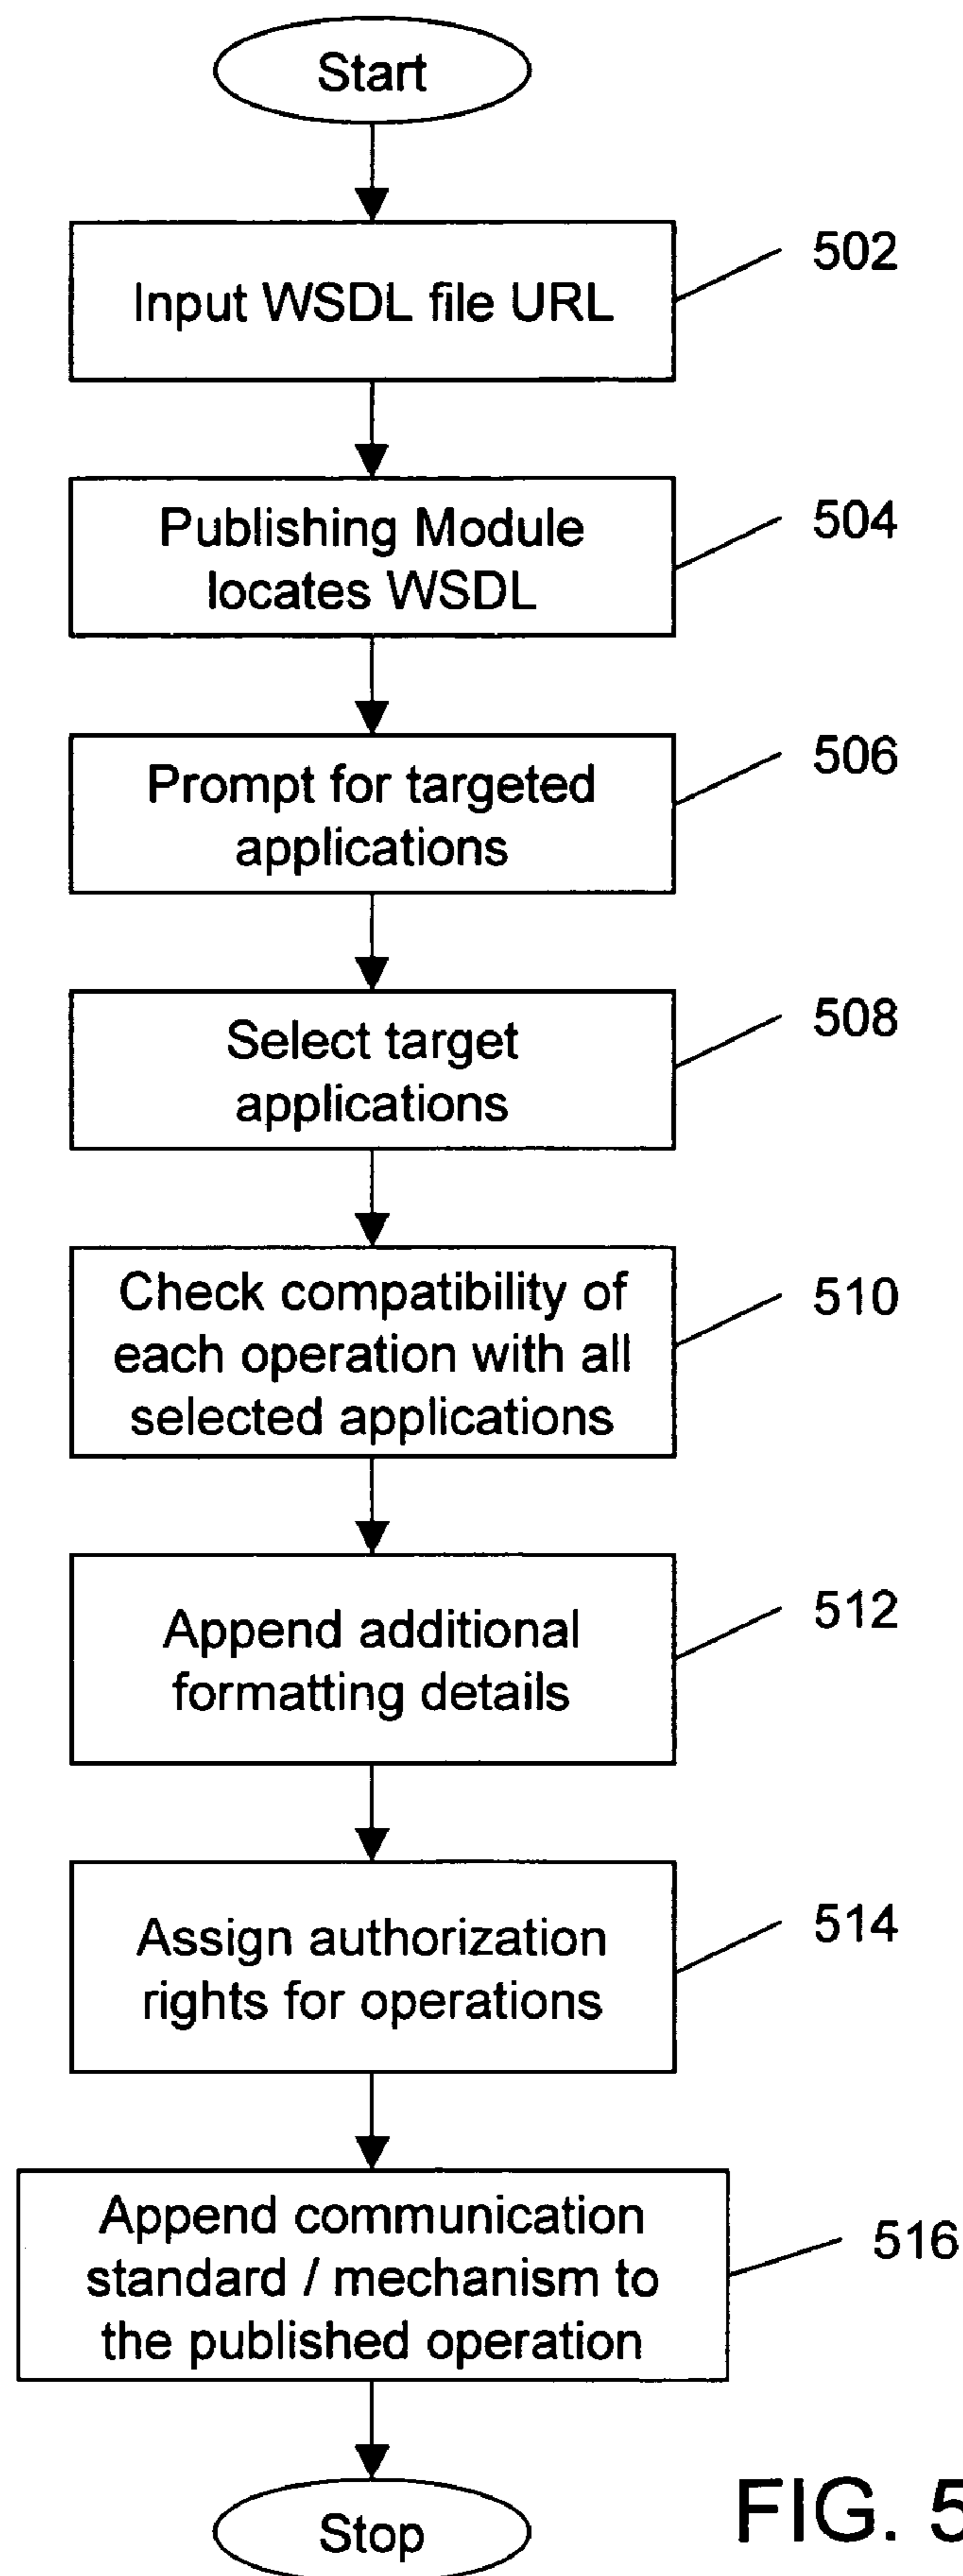 Start
Input WSDL file URL
502
Publishing Module
locates WSDL
504
Prompt for targeted
applications
506
Select target
applications
508
Check compatibility of
each operation with all
selected applications
510
Append additional
formatting details
512
Assign authorization
rights for operations
514
Append communication
standard / mechanism to
the published operation
516
Stop
FIG. 5